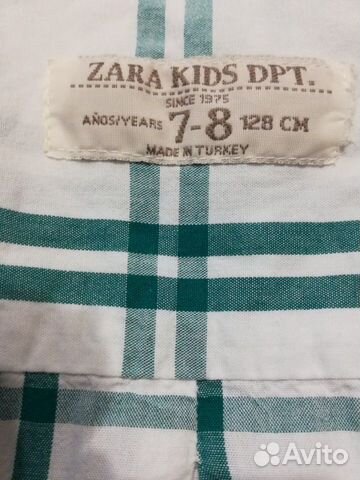 ZARA KIDS DPT.
SINCE 1975
AÑOS/YEARS 7-8 128 CM
MADE IN TURKEY
Avito